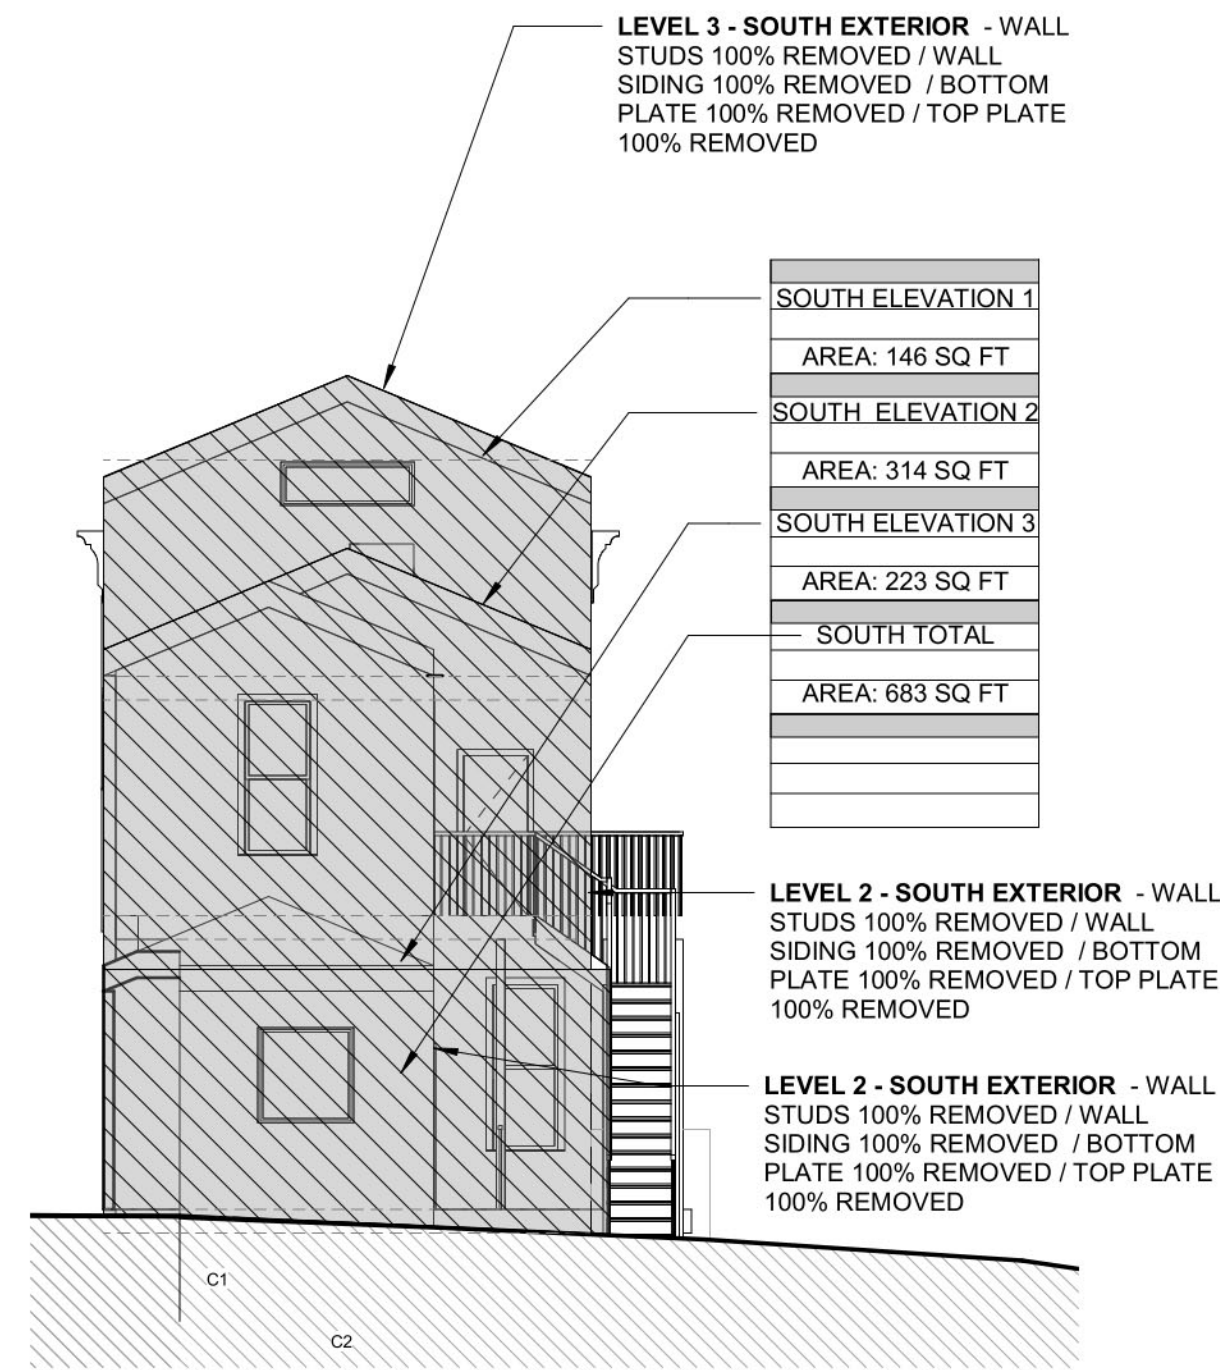 LEVEL 3 - SOUTH EXTERIOR - WALL
STUDS 100% REMOVED / WALL
SIDING 100% REMOVED / BOTTOM
PLATE 100% REMOVED / TOP PLATE
100% REMOVED
SOUTH ELEVATION 1
AREA: 146 SQ FT
SOUTH ELEVATION 2
AREA: 314 SQ FT
SOUTH ELEVATION 3
AREA: 223 SQ FT
SOUTH TOTAL
AREA: 683 SQ FT
LEVEL 2 - SOUTH EXTERIOR - WALL
STUDS 100% REMOVED / WALL
SIDING 100% REMOVED / BOTTOM
PLATE 100% REMOVED / TOP PLATE
100% REMOVED
LEVEL 2 - SOUTH EXTERIOR - WALL
STUDS 100% REMOVED / WALL
SIDING 100% REMOVED / BOTTOM
PLATE 100% REMOVED / TOP PLATE
100% REMOVED
C1
C2